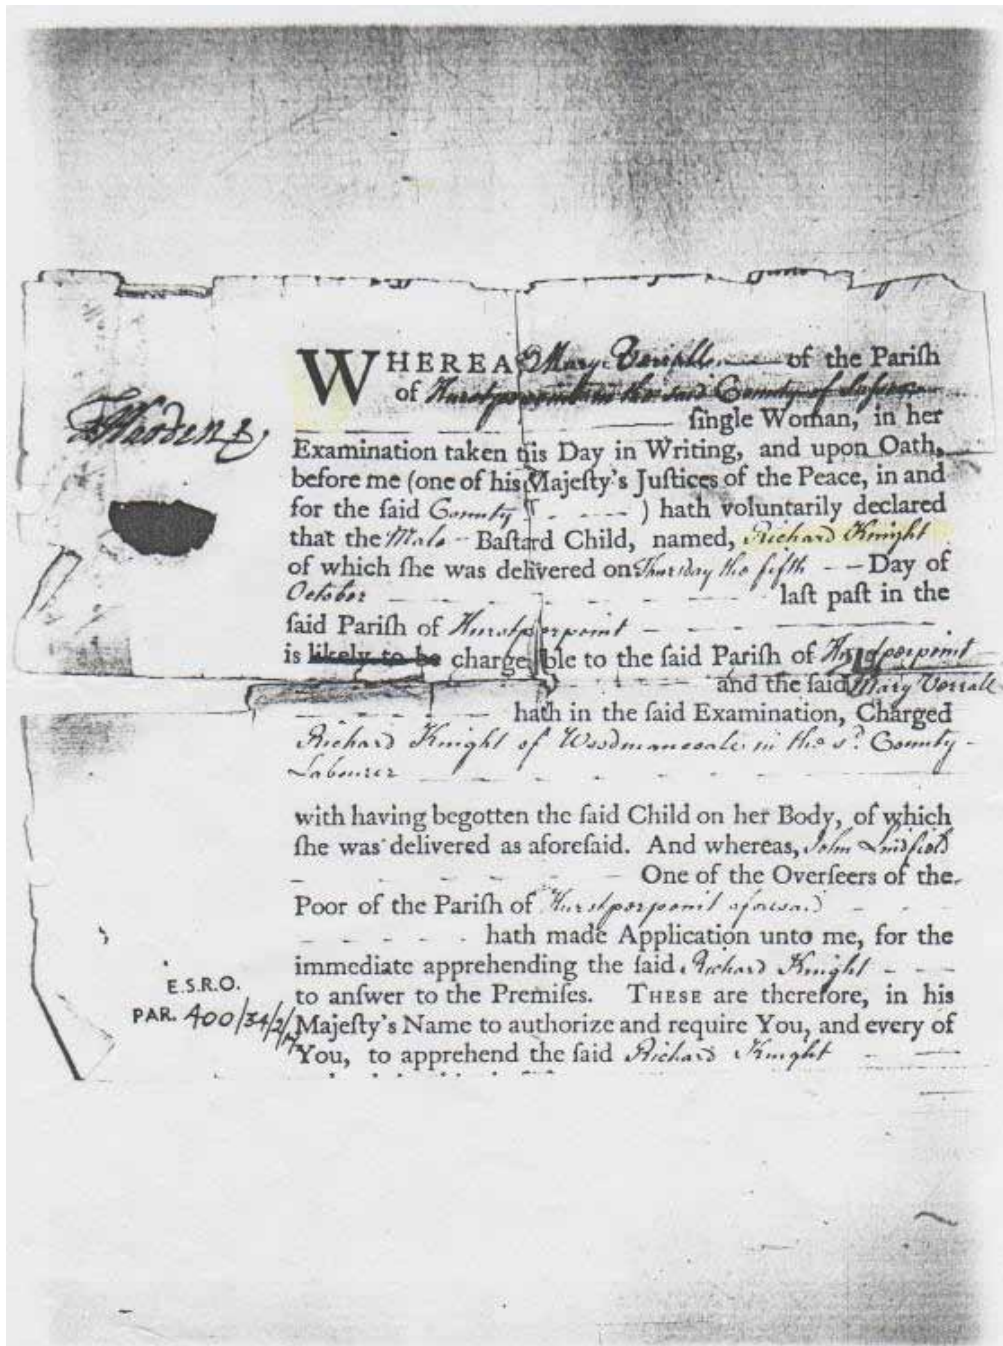 WHEREAS Mary Verrall of the Pariſh
of Hurstperpoint in the said County of Suſsex
ſingle Woman, in her
Examination taken this Day in Writing, and upon Oath,
before me (one of his Majeſty's Juſtices of the Peace, in and
for the ſaid County ) hath voluntarily declared
that the Male Baſtard Child, named, Richard Knight
of which ſhe was delivered on Thursday the fifth Day of
October laſt paſt in the
ſaid Pariſh of Hurstperpoint
is likely to be chargeable to the ſaid Pariſh of Hurstperpoint
and the ſaid Mary Verrall
hath in the ſaid Examination, Charged
Richard Knight of Woodmancote in the sd. County
Labourer
with having begotten the ſaid Child on her Body, of which
ſhe was delivered as aforeſaid. And whereas, John Lindfield
One of the Overſeers of the
Poor of the Pariſh of Hurstperpoint aforesaid
hath made Application unto me, for the
immediate apprehending the ſaid Richard Knight
to anſwer to the Premiſes. THESE are therefore, in his
Majeſty's Name to authorize and require You, and every of
You, to apprehend the ſaid Richard Knight
E.S.R.O.
PAR. 400/34/2/17